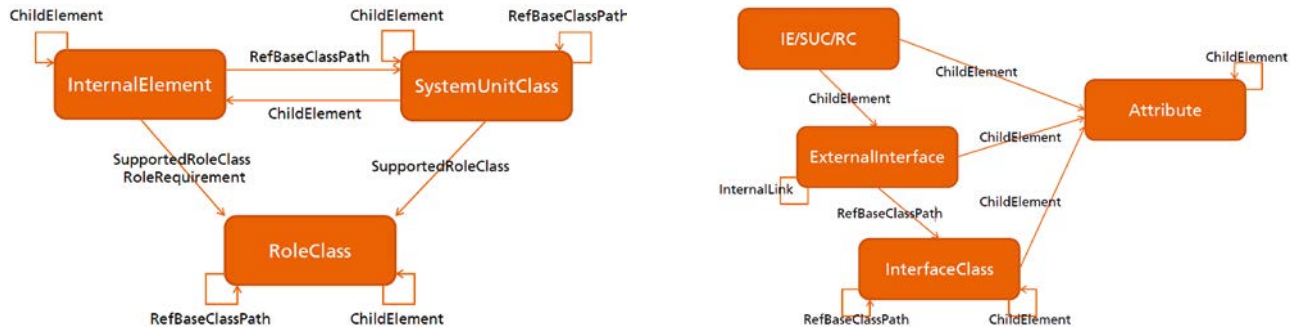 ChildElement
ChildElement
RefBaseClassPath
RefBaseClassPath
InternalElement
SystemUnitClass
ChildElement
SupportedRoleClass
RoleRequirement
SupportedRoleClass
RoleClass
RefBaseClassPath
ChildElement
IE/SUC/RC
ChildElement
ChildElement
ChildElement
Attribute
ExternalInterface
ChildElement
InternalLink
RefBaseClassPath
ChildElement
InterfaceClass
RefBaseClassPath
ChildElement